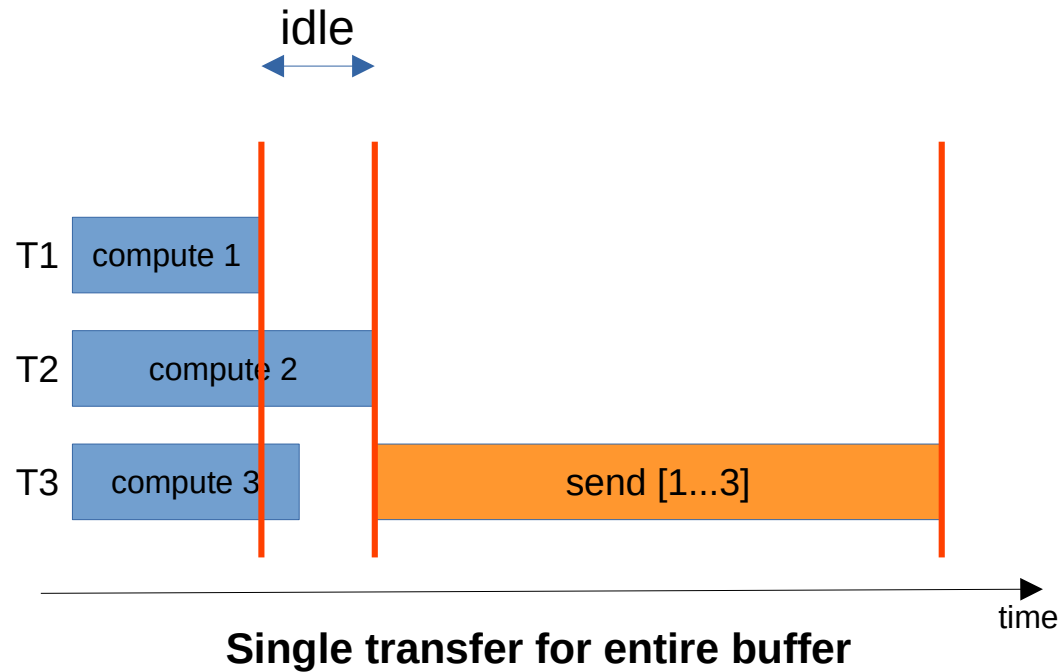 idle
T1
compute 1
T2
compute 2
T3
compute 3
send [1...3]
time
Single transfer for entire buffer